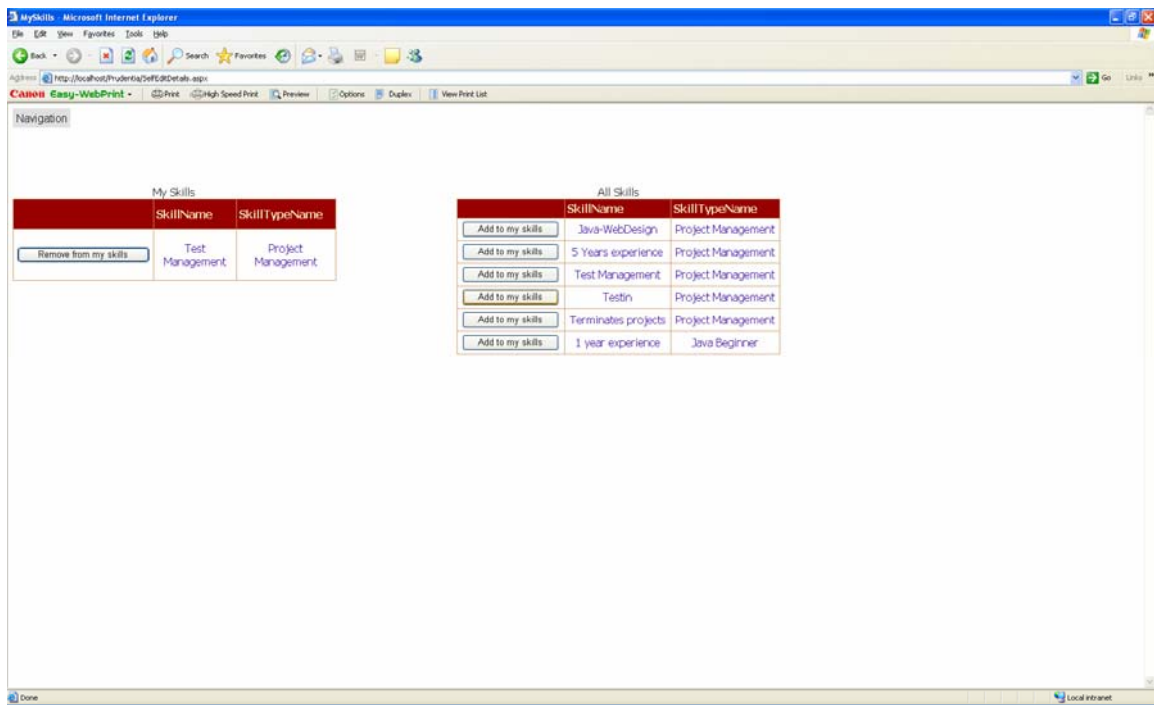 MySkills - Microsoft Internet Explorer
File Edit View Favorites Tools Help
Back Search Favorites
Address http://localhost/Prudentia/SelfEditDetails.aspx Go Links »
Canon Easy-WebPrint Print High Speed Print Preview Options Duplex View Print List
Navigation
My Skills
SkillName SkillTypeName
Remove from my skills Test Management Project Management
All Skills
SkillName SkillTypeName
Add to my skills Java-WebDesign Project Management
Add to my skills 5 Years experience Project Management
Add to my skills Test Management Project Management
Add to my skills Testin Project Management
Add to my skills Terminates projects Project Management
Add to my skills 1 year experience Java Beginner
Done Local intranet